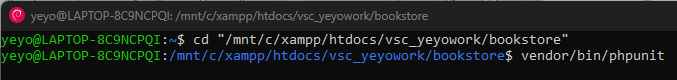 yeyo@LAPTOP-8C9NCPQI: /mnt/c/xampp/htdocs/vsc_yeyowork/bookstore
yeyo@LAPTOP-8C9NCPQI:~$ cd "/mnt/c/xampp/htdocs/vsc_yeyowork/bookstore"
yeyo@LAPTOP-8C9NCPQI:/mnt/c/xampp/htdocs/vsc_yeyowork/bookstore$ vendor/bin/phpunit